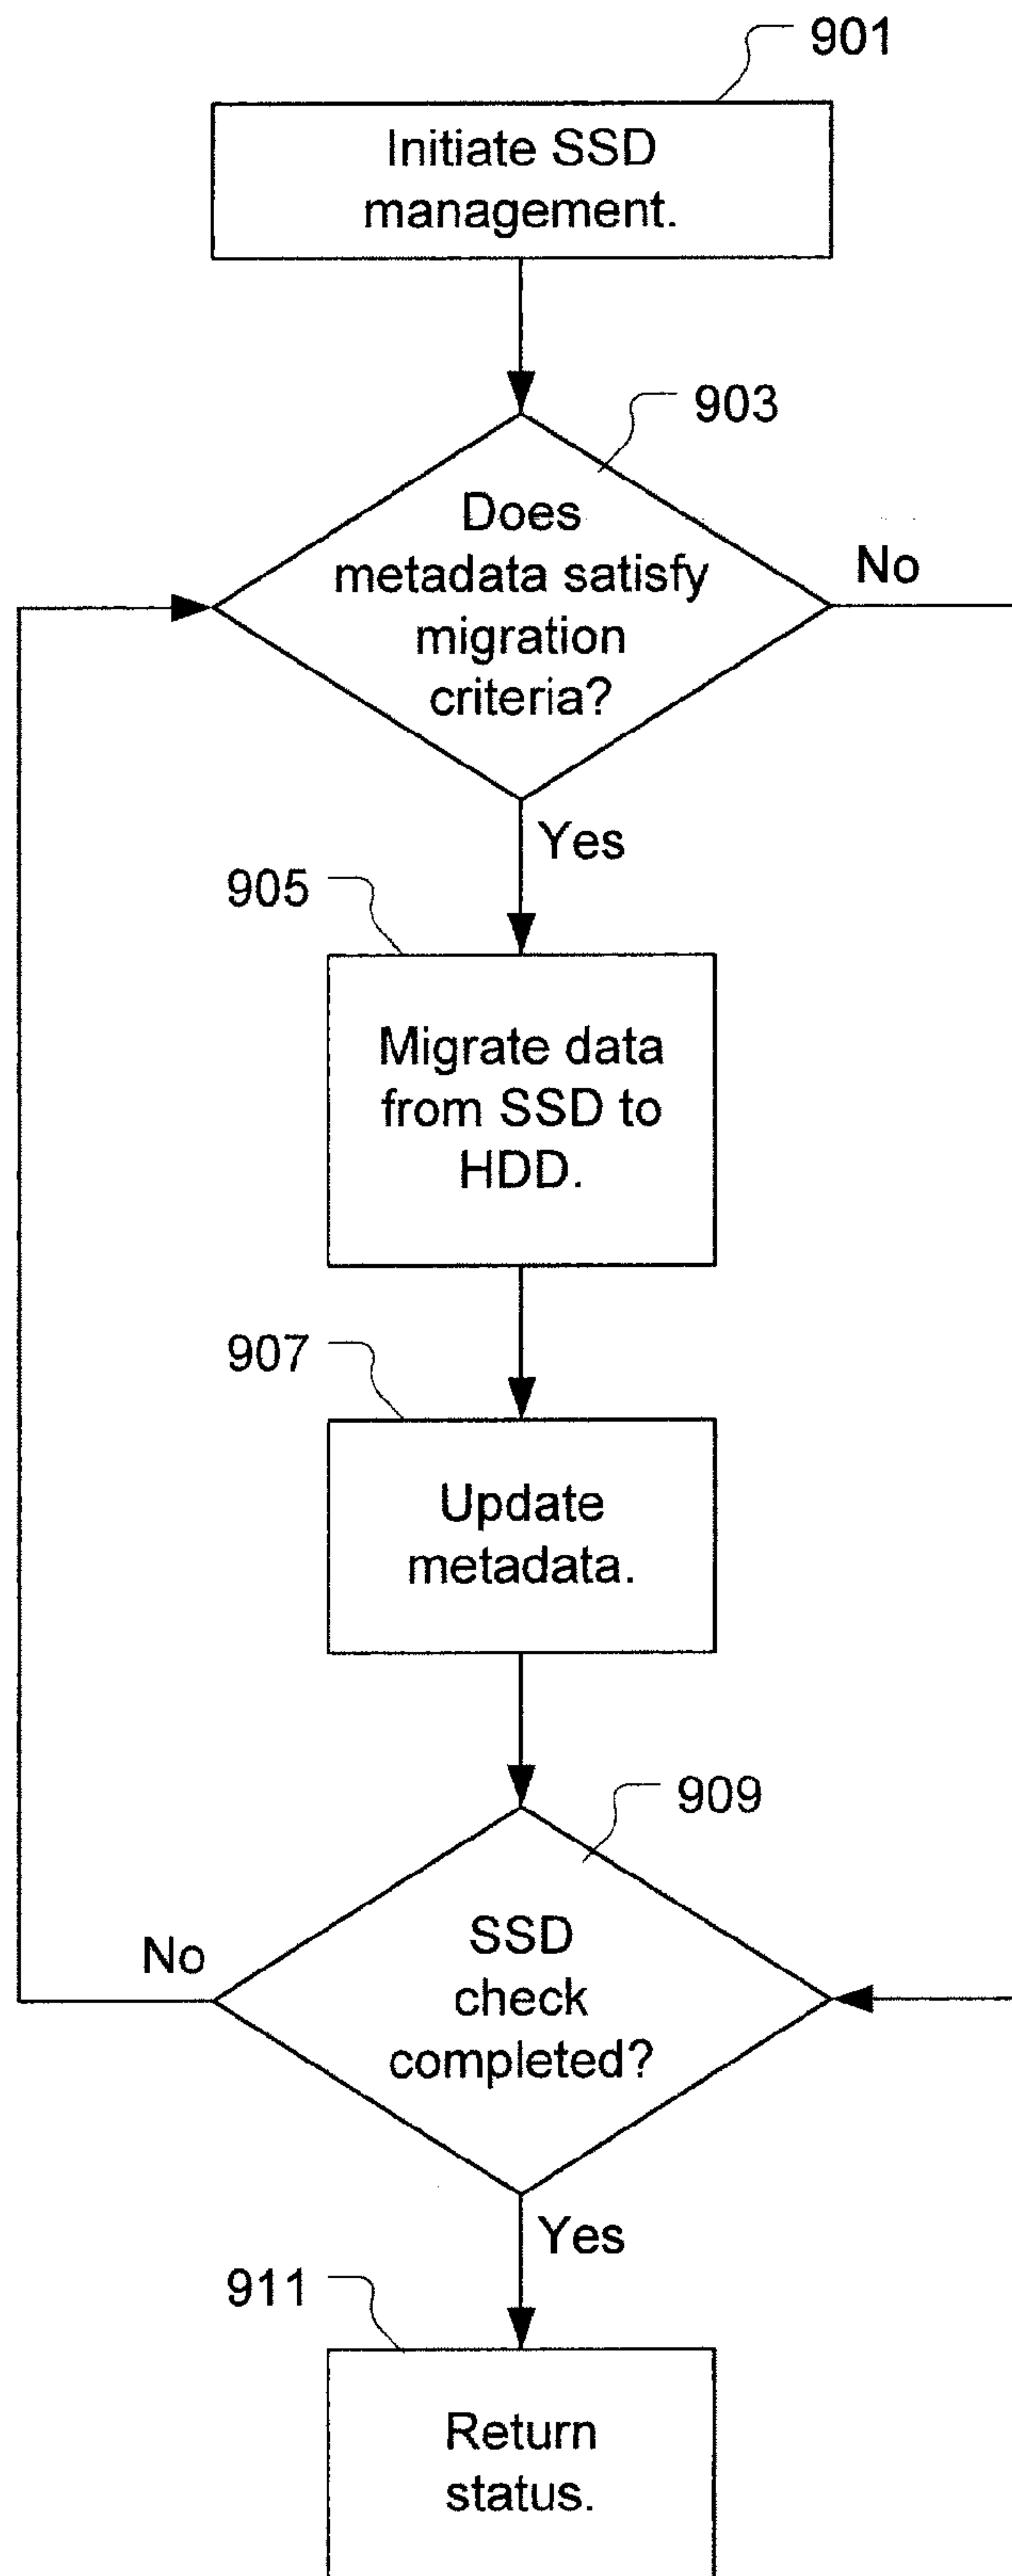 901
Initiate SSD
management.
903
Does
metadata satisfy
migration
criteria?
No
Yes
905
Migrate data
from SSD to
HDD.
907
Update
metadata.
909
SSD
check
completed?
No
Yes
911
Return
status.